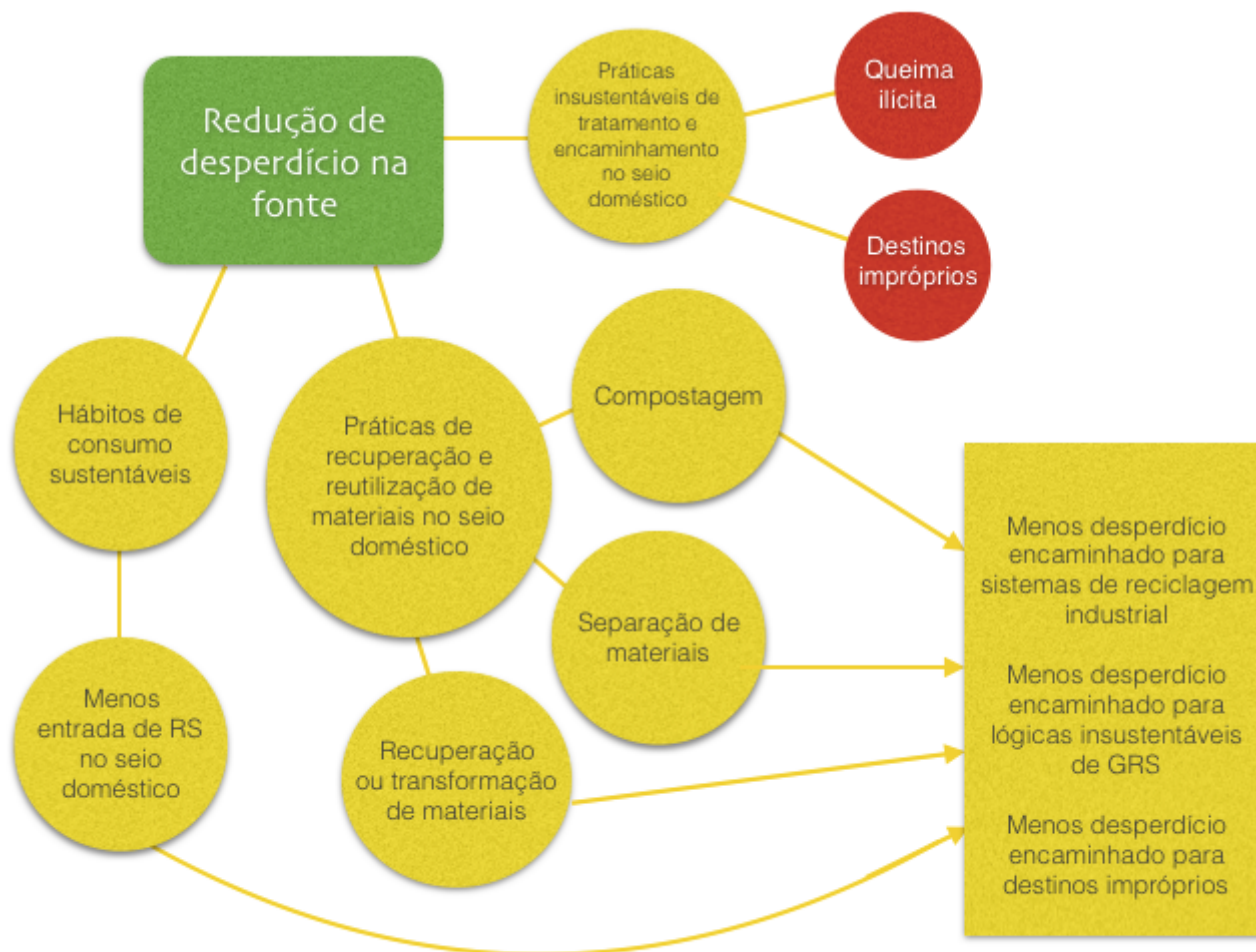 Redução de
desperdício na
fonte
Práticas
insustentáveis de
tratamento e
encaminhamento
no seio
doméstico
Queima
ilícita
Destinos
impróprios
Hábitos de
consumo
sustentáveis
Práticas de
recuperação e
reutilização de
materiais no seio
doméstico
Compostagem
Separação de
materiais
Menos
entrada de RS
no seio
doméstico
Recuperação
ou transformação
de materiais
Menos desperdício
encaminhado para
sistemas de reciclagem
industrial
Menos desperdício
encaminhado para
lógicas insustentáveis
de GRS
Menos desperdício
encaminhado para
destinos impróprios